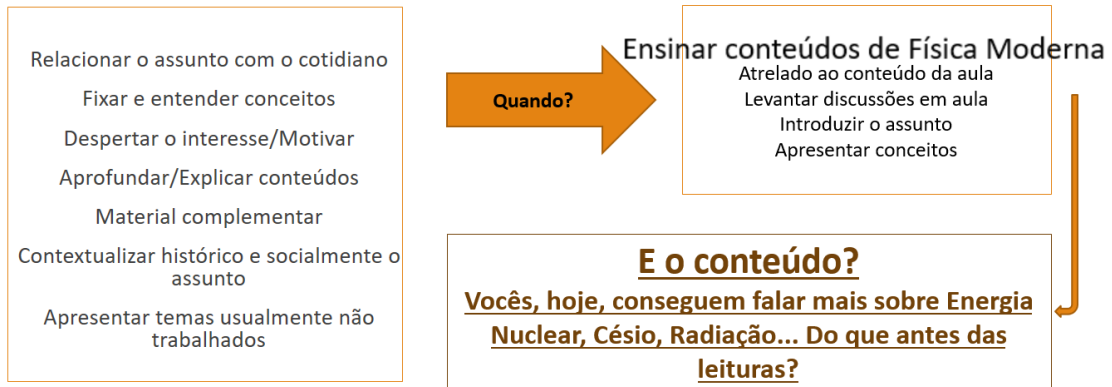 Relacionar o assunto com o cotidiano
Fixar e entender conceitos
Despertar o interesse/Motivar
Aprofundar/Explicar conteúdos
Material complementar
Contextualizar histórico e socialmente o
assunto
Apresentar temas usualmente não
trabalhados
Quando?
Ensinar conteúdos de Física Moderna
Atrelado ao conteúdo da aula
Levantar discussões em aula
Introduzir o assunto
Apresentar conceitos
E o conteúdo?
Vocês, hoje, conseguem falar mais sobre Energia
Nuclear, Césio, Radiação... Do que antes das
leituras?